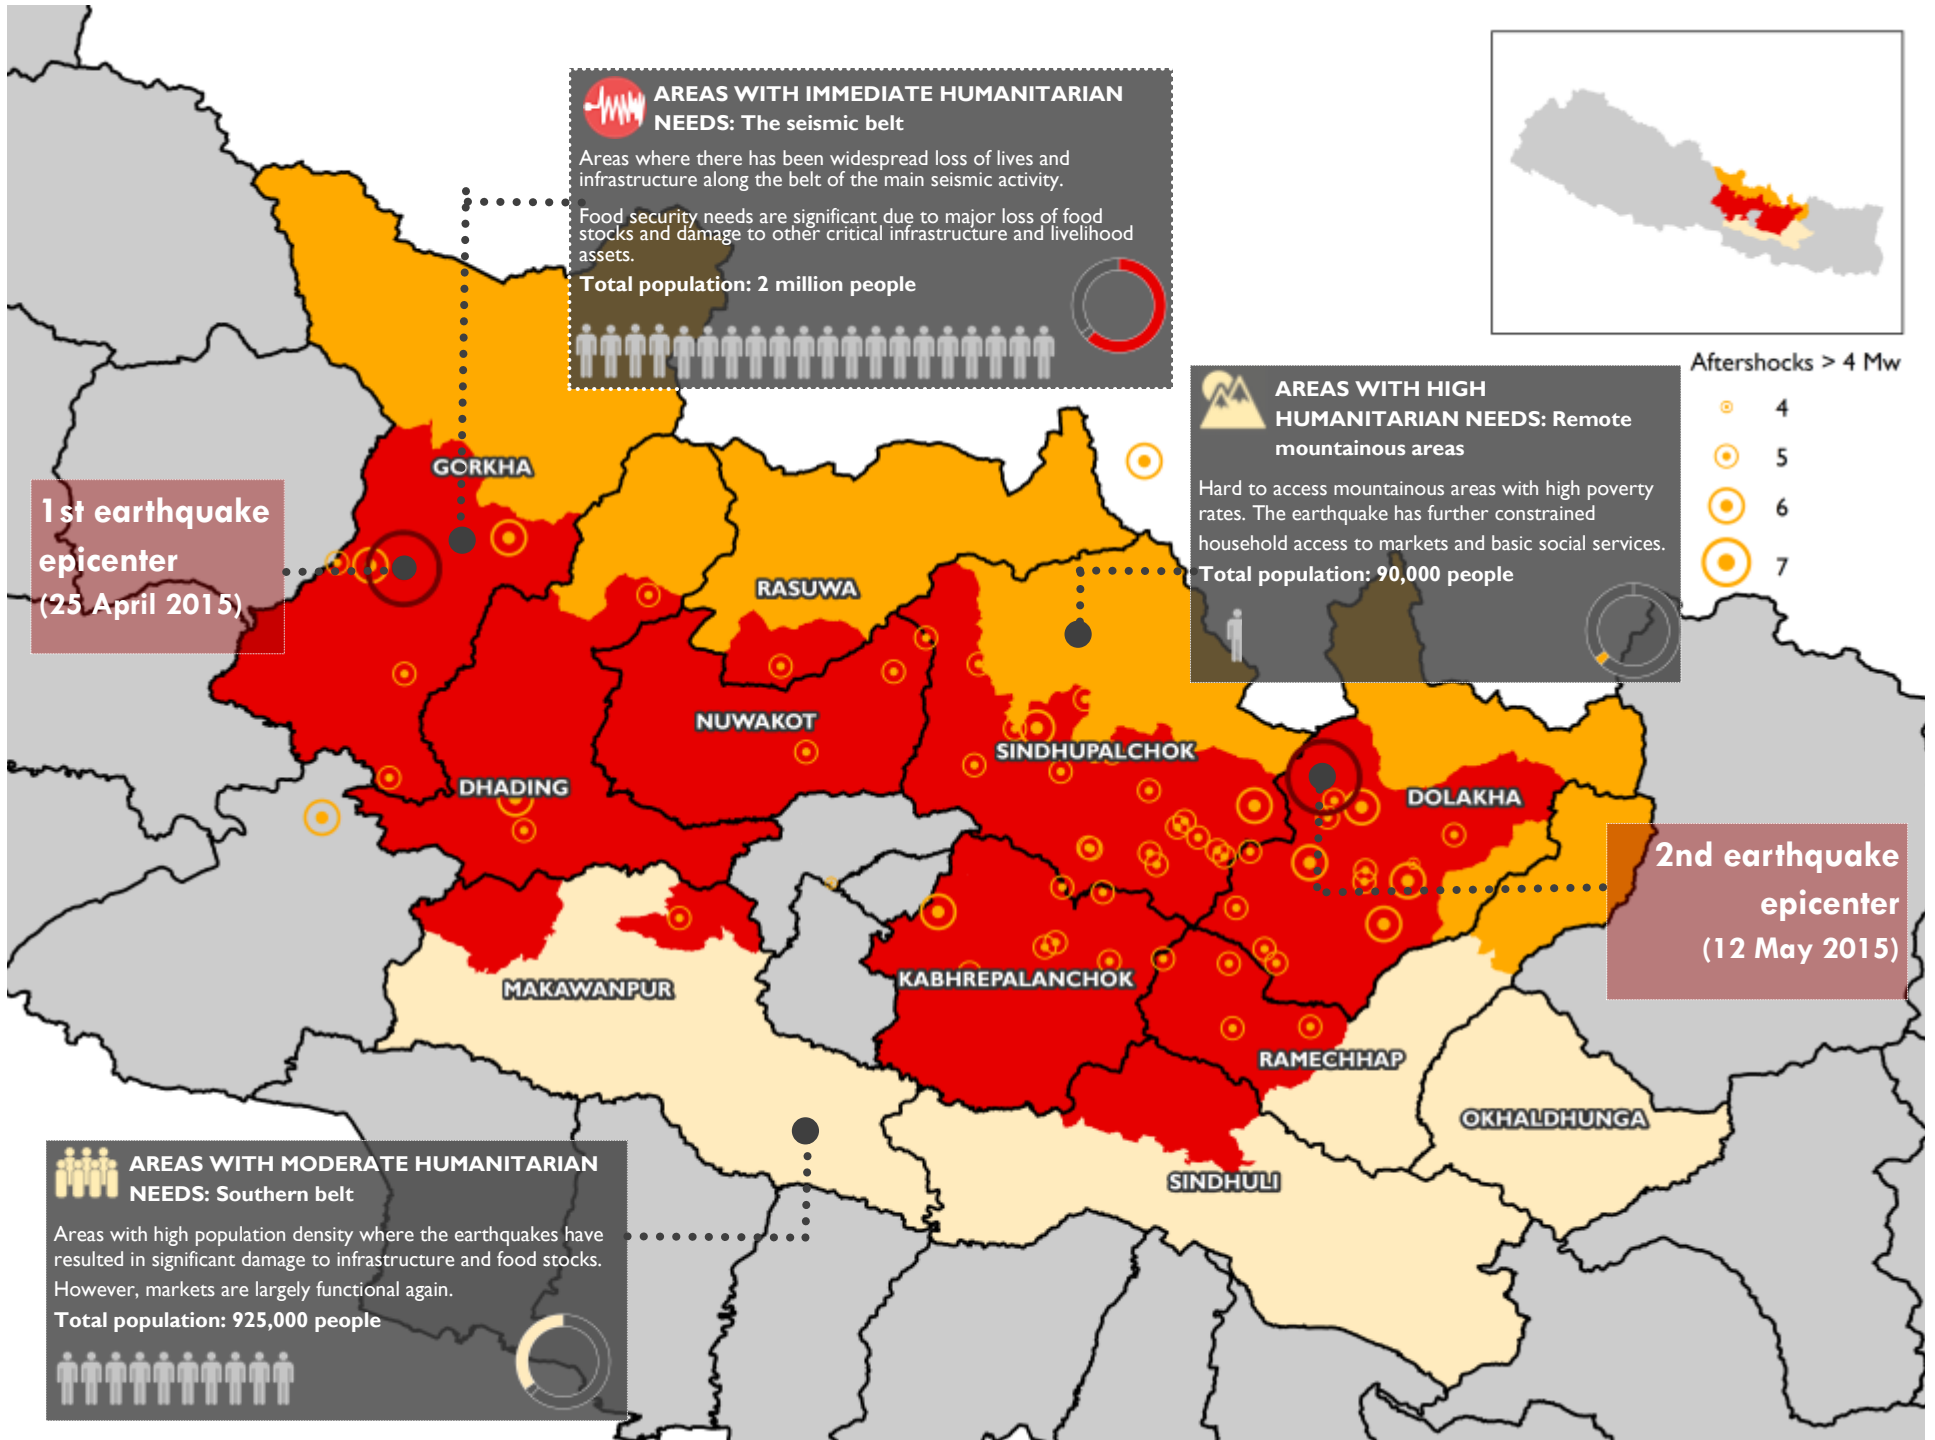 AREAS WITH IMMEDIATE HUMANITARIAN
NEEDS: The seismic belt
Areas where there has been widespread loss of lives and
infrastructure along the belt of the main seismic activity.
Food security needs are significant due to major loss of food
stocks and damage to other critical infrastructure and livelihood
assets.
Total population: 2 million people
Aftershocks > 4 Mw
4
5
6
7
AREAS WITH HIGH
HUMANITARIAN NEEDS: Remote
mountainous areas
Hard to access mountainous areas with high poverty
rates. The earthquake has further constrained
household access to markets and basic social services.
Total population: 90,000 people
1st earthquake
epicenter
(25 April 2015)
GORKHA
RASUWA
NUWAKOT
SINDHUPALCHOK
DHADING
DOLAKHA
2nd earthquake
epicenter
(12 May 2015)
MAKAWANPUR
KABHREPALANCHOK
RAMECHHAP
OKHALDHUNGA
SINDHULI
AREAS WITH MODERATE HUMANITARIAN
NEEDS: Southern belt
Areas with high population density where the earthquakes have
resulted in significant damage to infrastructure and food stocks.
However, markets are largely functional again.
Total population: 925,000 people